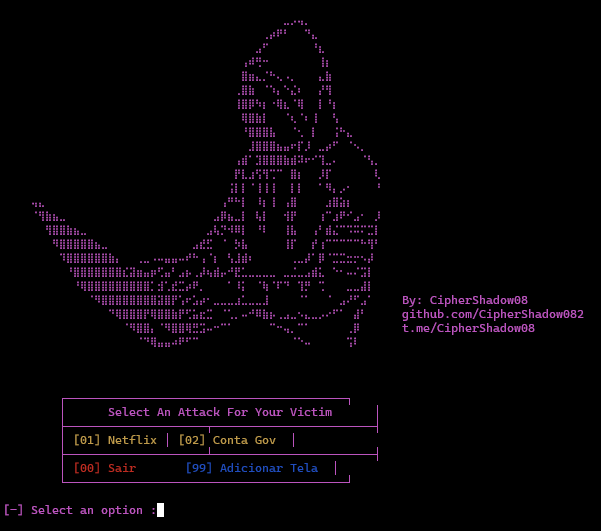 By: CipherShadow08
github.com/CipherShadow082
t.me/CipherShadow08
Select An Attack For Your Victim
[01] Netflix | [02] Conta Gov |
[00] Sair [99] Adicionar Tela |
[~] Select an option :